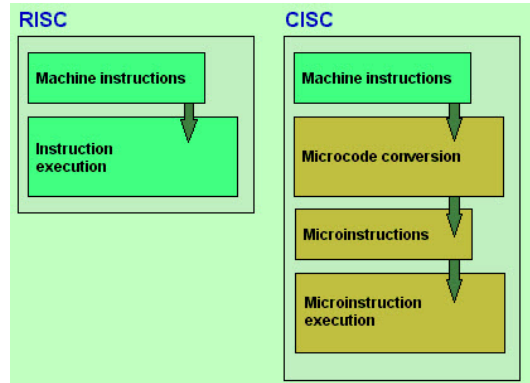 RISC
Machine instructions
Instruction
execution
CISC
Machine instructions
Microcode conversion
Microinstructions
Microinstruction
execution